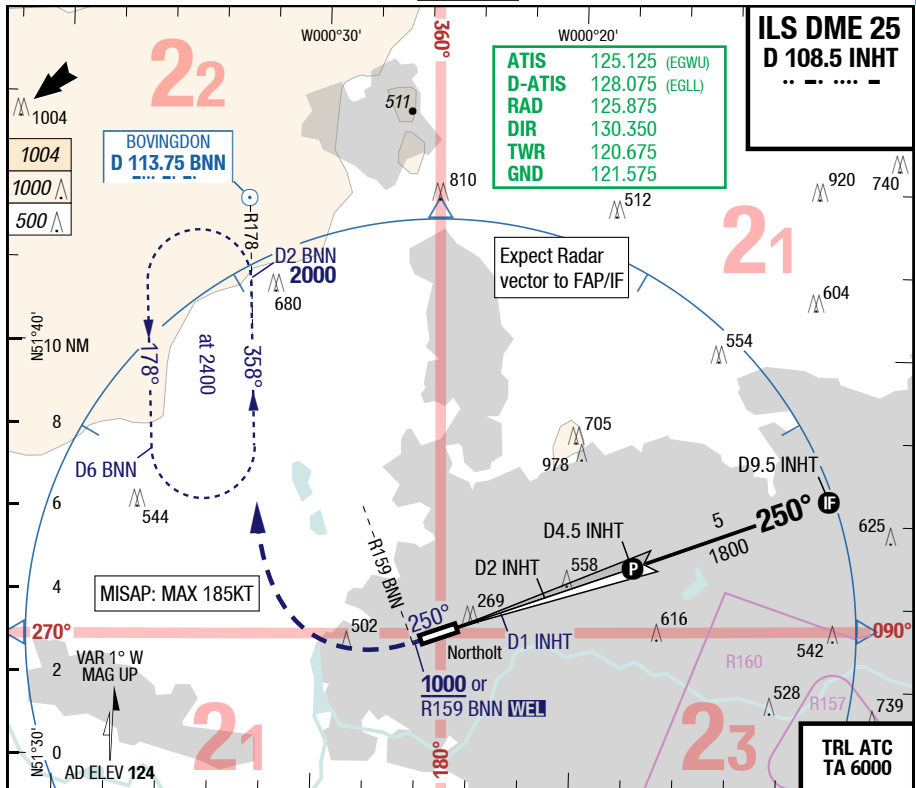 W000°30'
360°
W000°20'
ILS DME 25
D 108.5 INHT
ATIS 125.125 (EGWU)
D-ATIS 128.075 (EGLL)
RAD 125.875
DIR 130.350
TWR 120.675
GND 121.575
22
511
1004
1004
1000
500
BOVINGDON
D 113.75 BNN
810
512
920
740
21
R178
D2 BNN
2000
680
Expect Radar
vector to FAP/IF
604
554
N51°40'
10 NM
178°
at 2400
358°
8
705
978
D6 BNN
D9.5 INHT
IF
6
544
D4.5 INHT
5
250°
1800
625
R159 BNN
P
558
D2 INHT
4
MISAP: MAX 185KT
269
250°
D1 INHT
616
270°
502
Northolt
090°
542
VAR 1° W
MAG UP
2
1000 or
R159 BNN WEL
R160
528
R157
739
21
23
N51°30'
0
AD ELEV 124
180°
TRL ATC
TA 6000